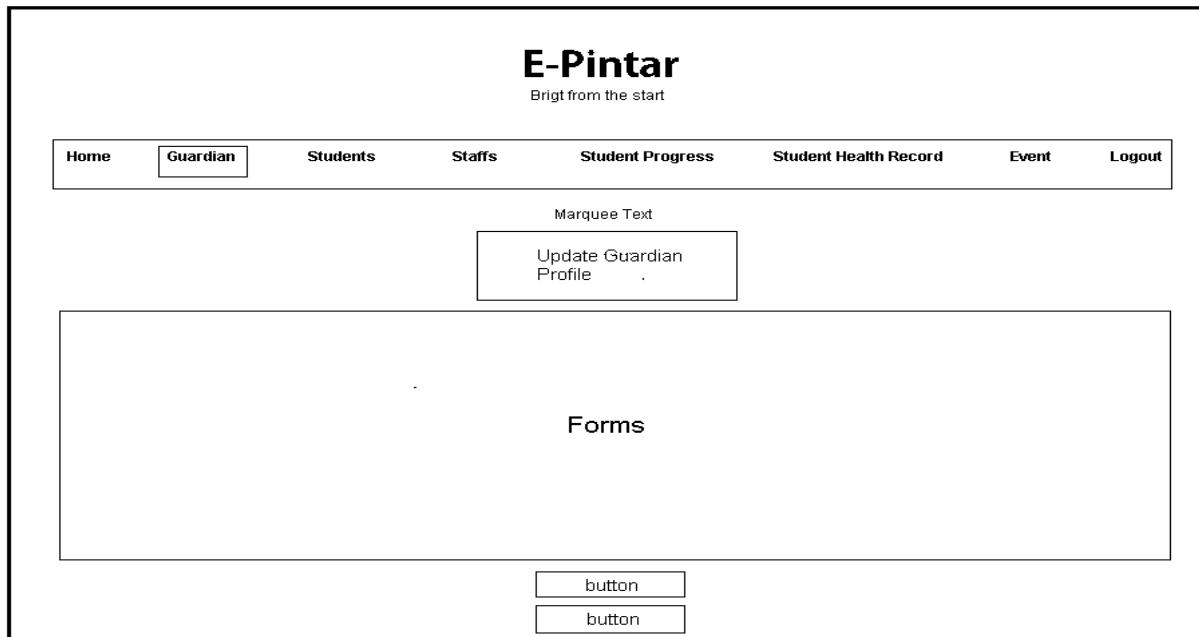 E-Pintar
Brigt from the start
Home Guardian Students Staffs Student Progress Student Health Record Event Logout
Marquee Text
Update Guardian
Profile
Forms
button
button